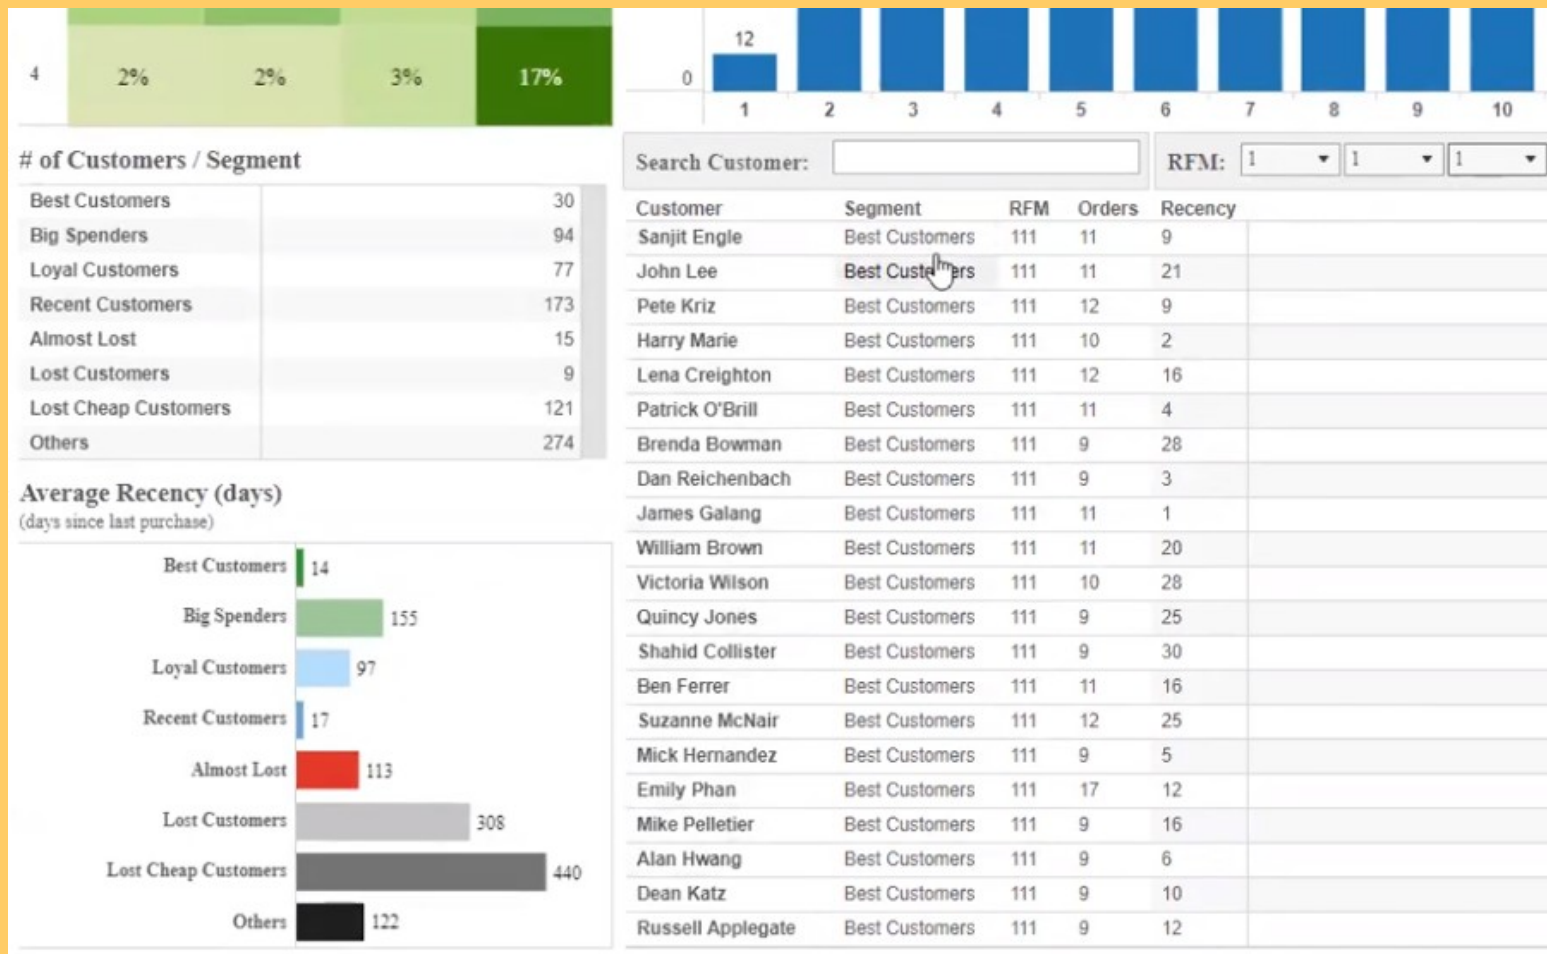 4 2% 2% 3% 17%
12
0
1 2 3 4 5 6 7 8 9 10
# of Customers / Segment
Best Customers 30
Big Spenders 94
Loyal Customers 77
Recent Customers 173
Almost Lost 15
Lost Customers 9
Lost Cheap Customers 121
Others 274
Average Recency (days)
(days since last purchase)
Best Customers 14
Big Spenders 155
Loyal Customers 97
Recent Customers 17
Almost Lost 113
Lost Customers 308
Lost Cheap Customers 440
Others 122
Search Customer: RFM: 1 1 1
Customer Segment RFM Orders Recency
Sanjit Engle Best Customers 111 11 9
John Lee Best Customers 111 11 21
Pete Kriz Best Customers 111 12 9
Harry Marie Best Customers 111 10 2
Lena Creighton Best Customers 111 12 16
Patrick O'Brill Best Customers 111 11 4
Brenda Bowman Best Customers 111 9 28
Dan Reichenbach Best Customers 111 9 3
James Galang Best Customers 111 11 1
William Brown Best Customers 111 11 20
Victoria Wilson Best Customers 111 10 28
Quincy Jones Best Customers 111 9 25
Shahid Collister Best Customers 111 9 30
Ben Ferrer Best Customers 111 11 16
Suzanne McNair Best Customers 111 12 25
Mick Hernandez Best Customers 111 9 5
Emily Phan Best Customers 111 17 12
Mike Pelletier Best Customers 111 9 16
Alan Hwang Best Customers 111 9 6
Dean Katz Best Customers 111 9 10
Russell Applegate Best Customers 111 9 12